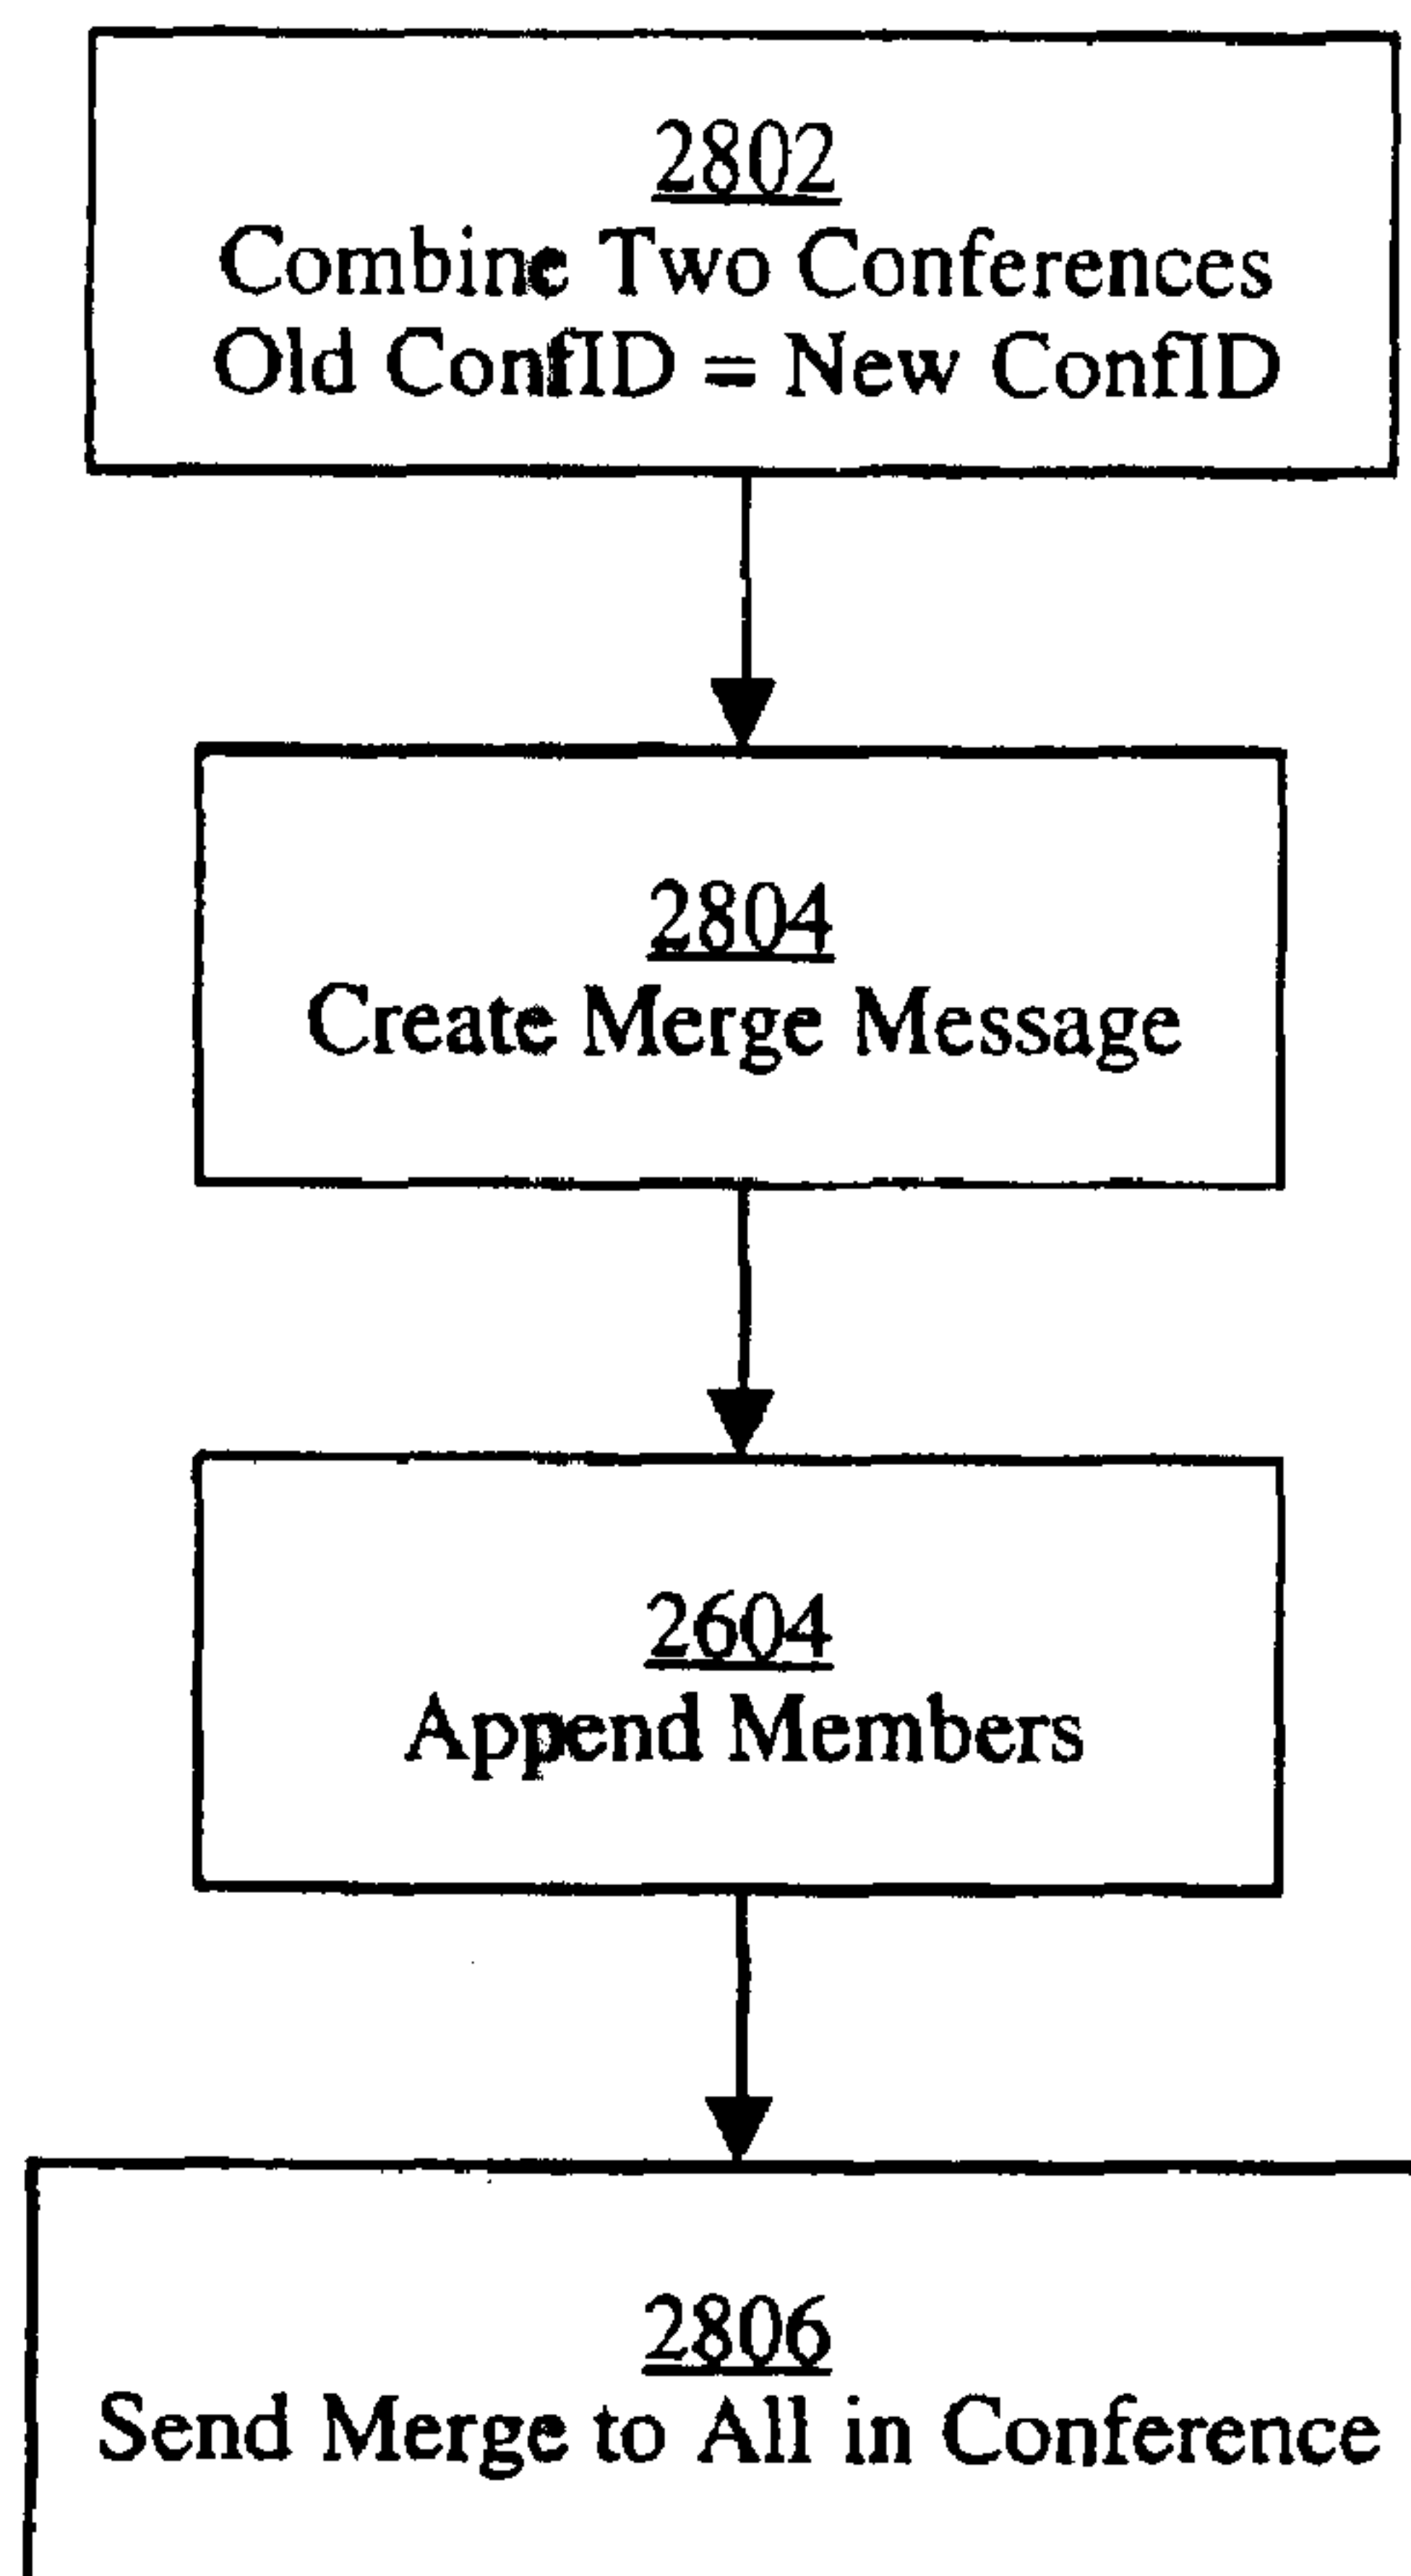 2802
Combine Two Conferences
Old ConfID = New ConfID
2804
Create Merge Message
2604
Append Members
2806
Send Merge to All in Conference